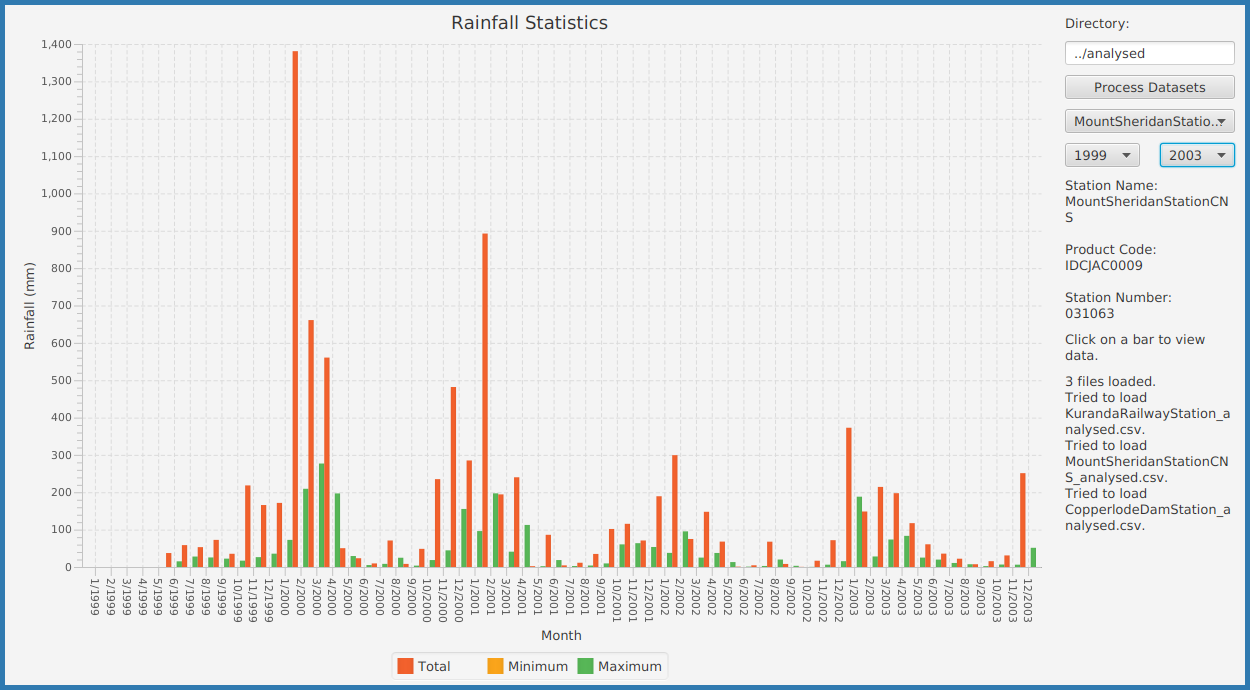 Rainfall Statistics
1,400
1,300
1,200
1,100
1,000
900
800
700
600
500
400
300
200
100
0
Rainfall (mm)
1/1999
2/1999
3/1999
4/1999
5/1999
6/1999
7/1999
8/1999
9/1999
10/1999
11/1999
12/1999
1/2000
2/2000
3/2000
4/2000
5/2000
6/2000
7/2000
8/2000
9/2000
10/2000
11/2000
12/2000
1/2001
2/2001
3/2001
4/2001
5/2001
6/2001
7/2001
8/2001
9/2001
10/2001
11/2001
12/2001
1/2002
2/2002
3/2002
4/2002
5/2002
6/2002
7/2002
8/2002
9/2002
10/2002
11/2002
12/2002
1/2003
2/2003
3/2003
4/2003
5/2003
6/2003
7/2003
8/2003
9/2003
10/2003
11/2003
12/2003
Month
Total Minimum Maximum
Directory:
../analysed
Process Datasets
MountSheridanStatio...
1999 2003
Station Name:
MountSheridanStationCN
S
Product Code:
IDCJAC0009
Station Number:
031063
Click on a bar to view
data.
3 files loaded.
Tried to load
KurandaRailwayStation_a
nalysed.csv.
Tried to load
MountSheridanStationCN
S_analysed.csv.
Tried to load
CopperlodeDamStation_a
nalysed.csv.